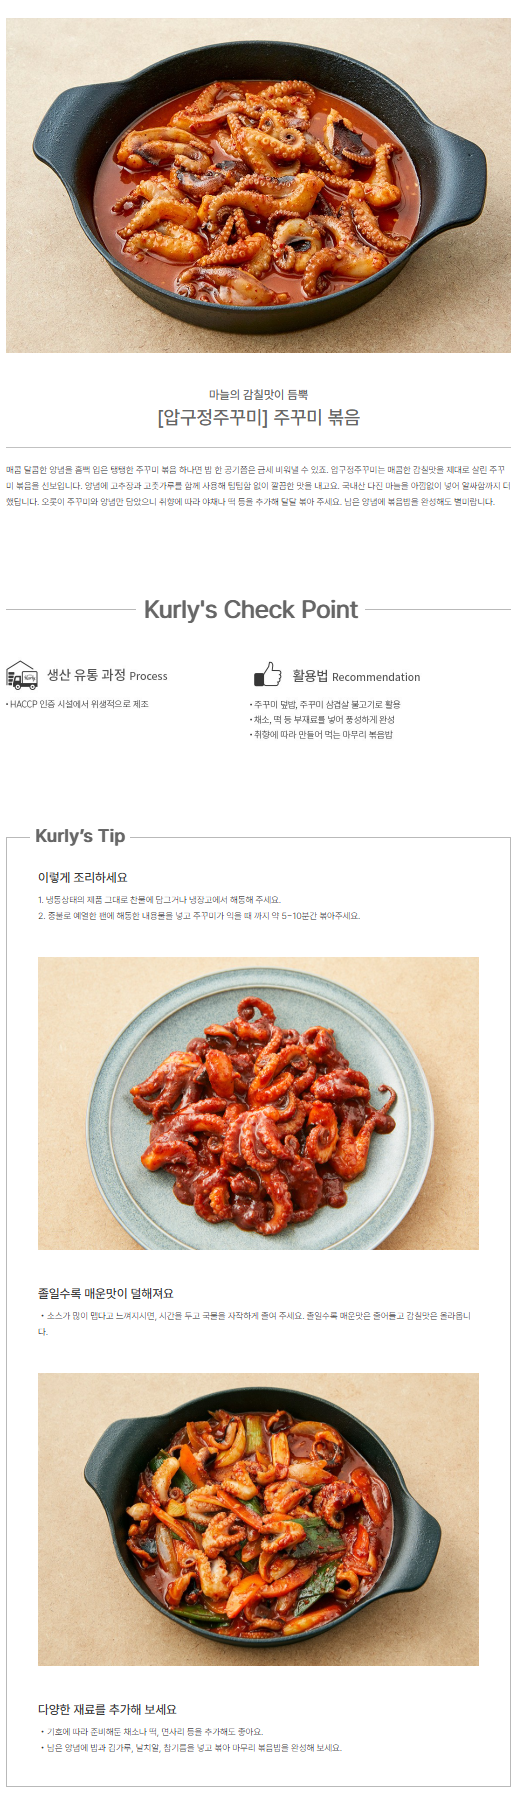 마늘의 감칠맛이 듬뿍
[압구정주꾸미] 주꾸미 볶음
매콤 달콤한 양념을 흠뻑 입은 탱탱한 주꾸미 볶음 하나면 밥 한 공기쯤은 금세 비워낼 수 있죠. 압구정주꾸미는 매콤한 감칠맛을 제대로 살린 주꾸
미 볶음을 선보입니다. 양념에 고추장과 고춧가루를 함께 사용해 텁텁함 없이 깔끔한 맛을 내고요. 국내산 다진 마늘을 아낌없이 넣어 알싸함까지 더
했답니다. 오롯이 주꾸미와 양념만 담았으니 취향에 따라 야채나 떡 등을 추가해 달달 볶아 주세요. 남은 양념에 볶음밥을 완성해도 별미랍니다.
Kurly's Check Point
생산 유통 과정 Process
• HACCP 인증 시설에서 위생적으로 제조
활용법 Recommendation
• 주꾸미 덮밥, 주꾸미 삼겹살 불고기로 활용
• 채소, 떡 등 부재료를 넣어 풍성하게 완성
• 취향에 따라 만들어 먹는 마무리 볶음밥
Kurly’s Tip
이렇게 조리하세요
1. 냉동상태의 제품 그대로 찬물에 담그거나 냉장고에서 해동해 주세요.
2. 중불로 예열한 팬에 해동한 내용물을 넣고 주꾸미가 익을 때 까지 약 5~10분간 볶아주세요.
졸일수록 매운맛이 덜해져요
• 소스가 많이 맵다고 느껴지시면, 시간을 두고 국물을 자작하게 졸여 주세요. 졸일수록 매운맛은 줄어들고 감칠맛은 올라옵니
다.
다양한 재료를 추가해 보세요
• 기호에 따라 준비해둔 채소나 떡, 면사리 등을 추가해도 좋아요.
• 남은 양념에 밥과 김가루, 날치알, 참기름을 넣고 볶아 마무리 볶음밥을 완성해 보세요.